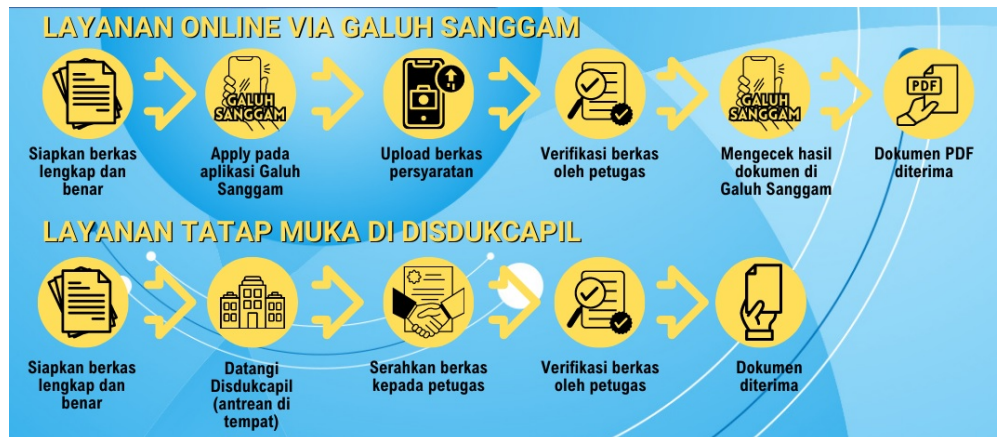 LAYANAN ONLINE VIA GALUH SANGGAM
GALUH
SANGGAM
GALUH
SANGGAM
PDF
Siapkan berkas
lengkap dan
benar
Apply pada
aplikasi Galuh
Sanggam
Upload berkas
persyaratan
Verifikasi berkas
oleh petugas
Mengecek hasil
dokumen di
Galuh Sanggam
Dokumen PDF
diterima
LAYANAN TATAP MUKA DI DISDUKCAPIL
Siapkan berkas
lengkap dan
benar
Datangi
Disdukcapil
(antrean di
tempat)
Serahkan berkas
kepada petugas
Verifikasi berkas
oleh petugas
Dokumen
diterima